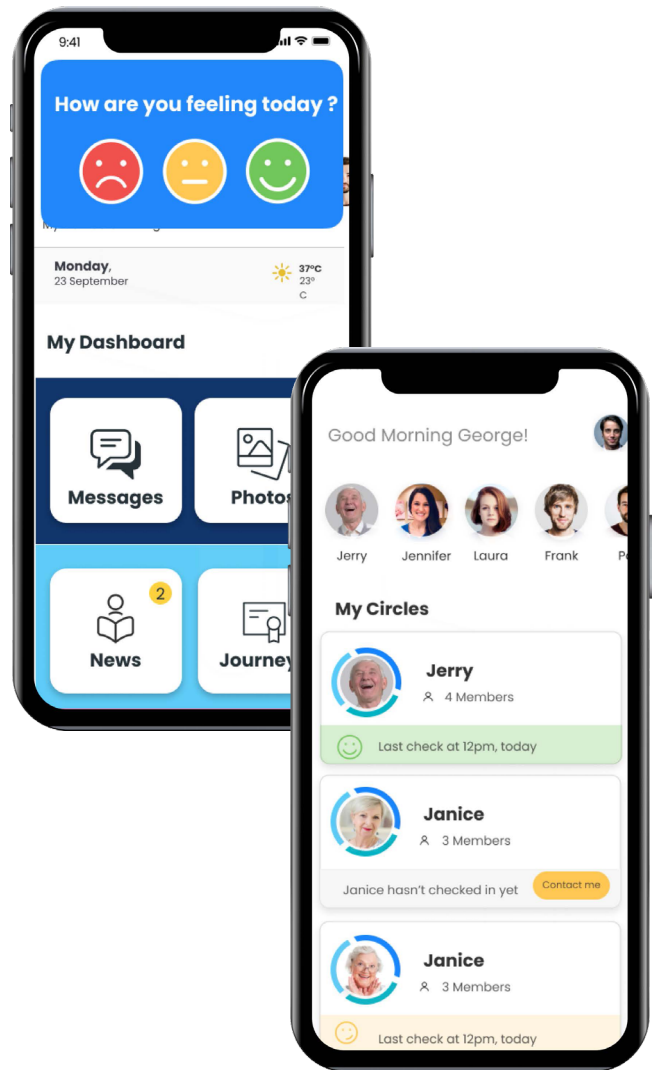 9:41
How are you feeling today ?
Monday,
23 September
37°C
23°
C
My Dashboard
Messages
Photos
2
News
Journey
Good Morning George!
Jerry
Jennifer
Laura
Frank
My Circles
Jerry
4 Members
Last check at 12pm, today
Janice
3 Members
Janice hasn't checked in yet
Contact me
Janice
3 Members
Last check at 12pm, today